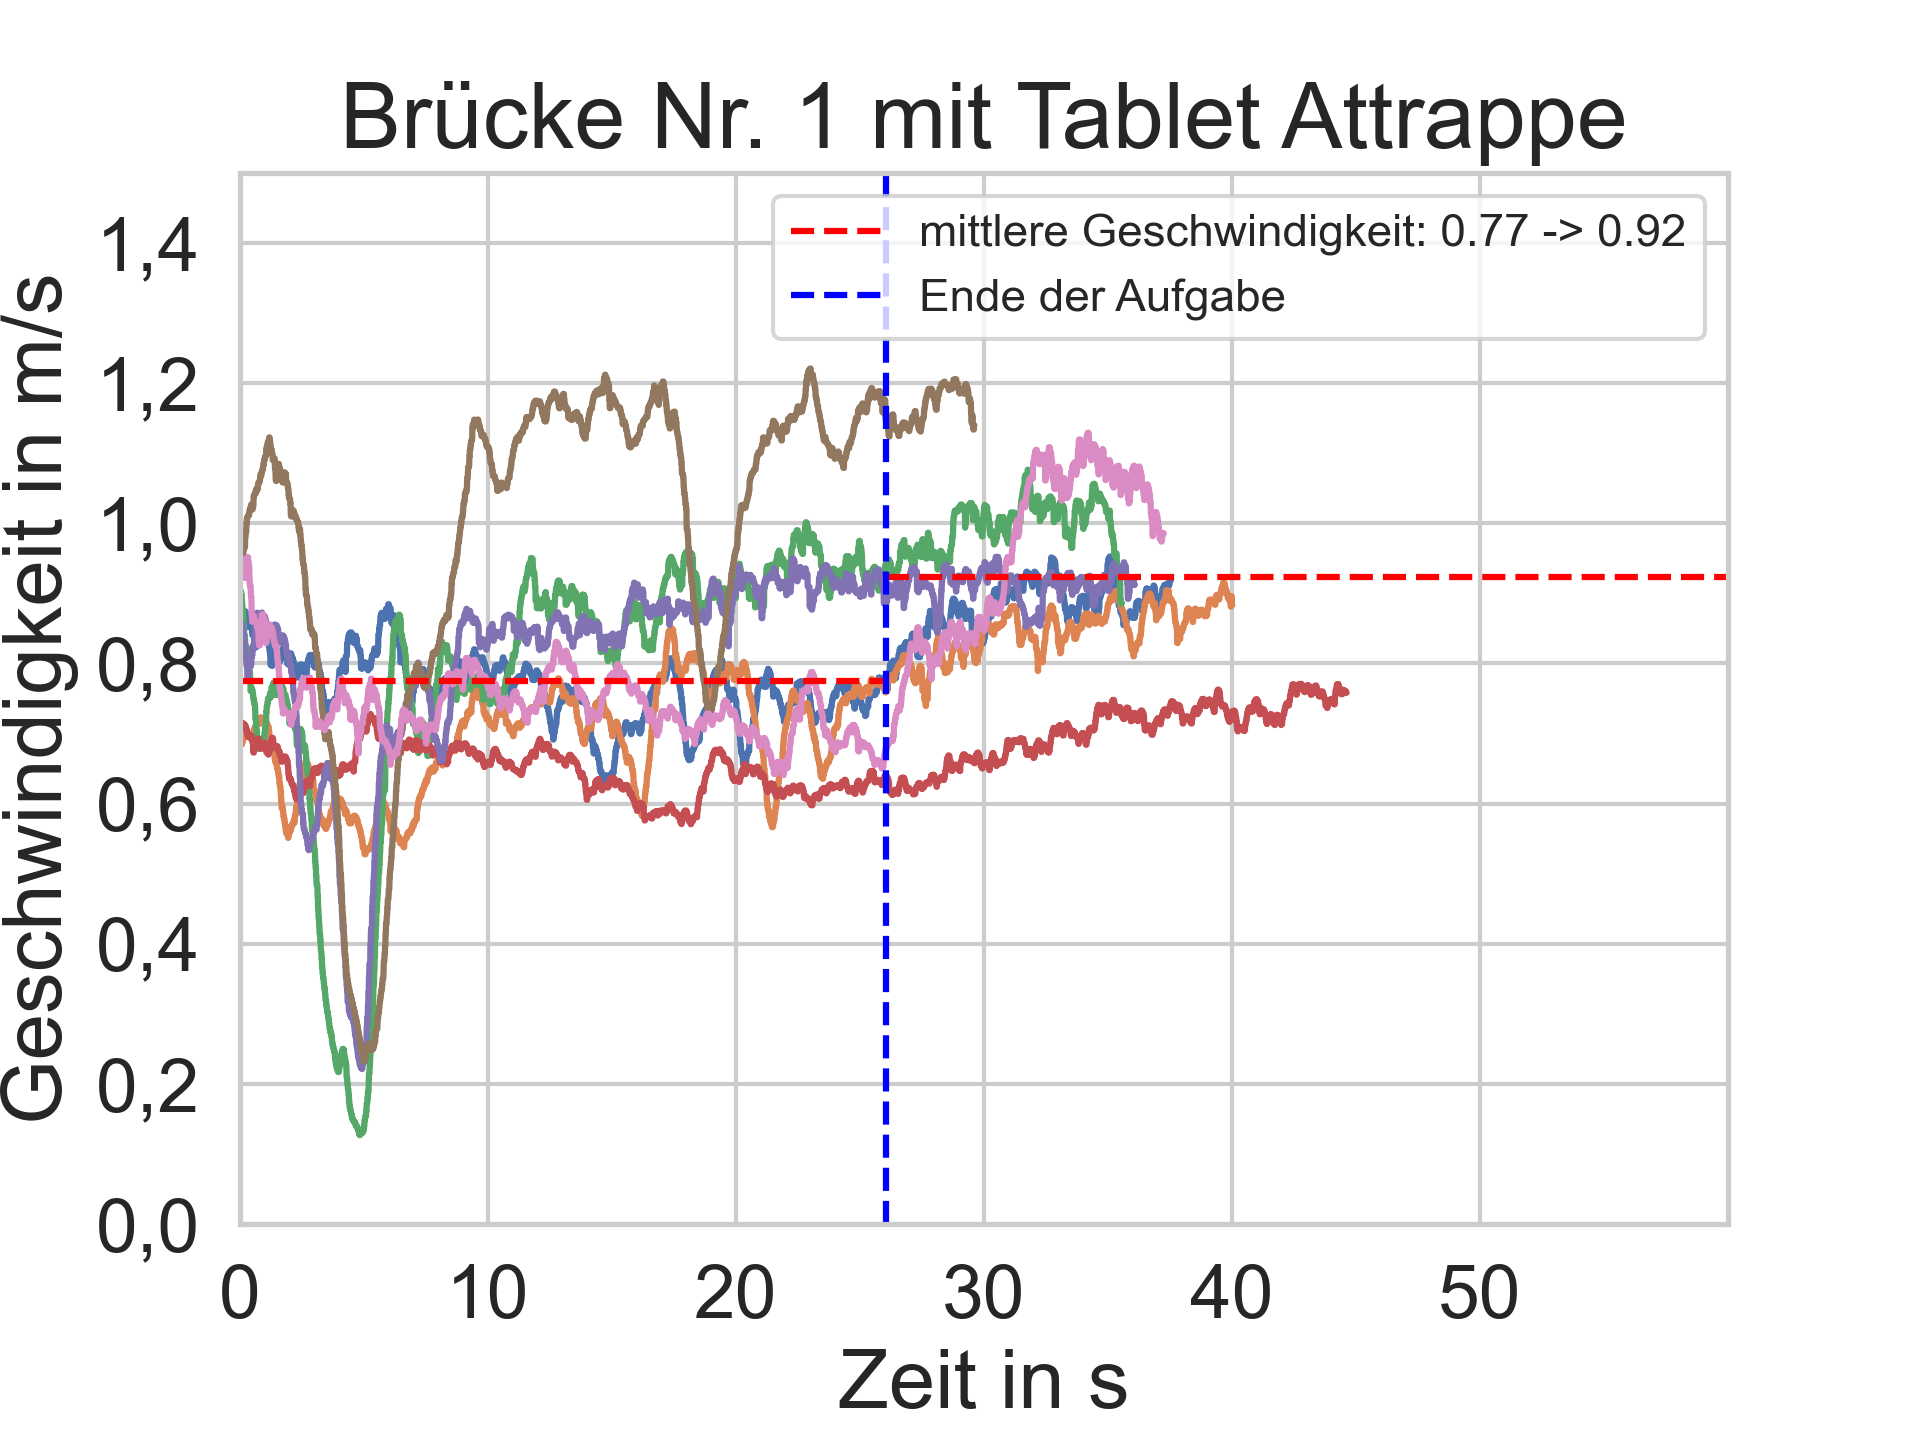 Brücke Nr. 1 mit Tablet Attrappe
mittlere Geschwindigkeit: 0.77 -> 0.92
Ende der Aufgabe
Geschwindigkeit in m/s
1,4
1,2
1,0
0,8
0,6
0,4
0,2
0,0
0 10 20 30 40 50
Zeit in s